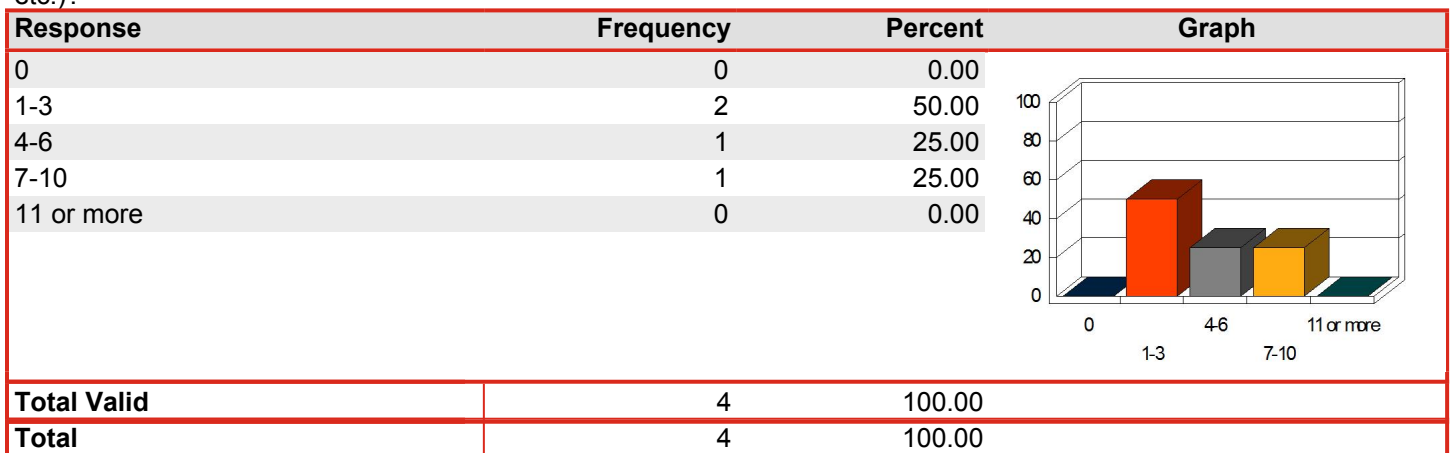 etc.)?
Response Frequency Percent Graph
0 0 0.00
1-3 2 50.00
4-6 1 25.00
7-10 1 25.00
11 or more 0 0.00
100
80
60
40
20
0
0 4-6 11 or more
1-3 7-10
Total Valid 4 100.00
Total 4 100.00